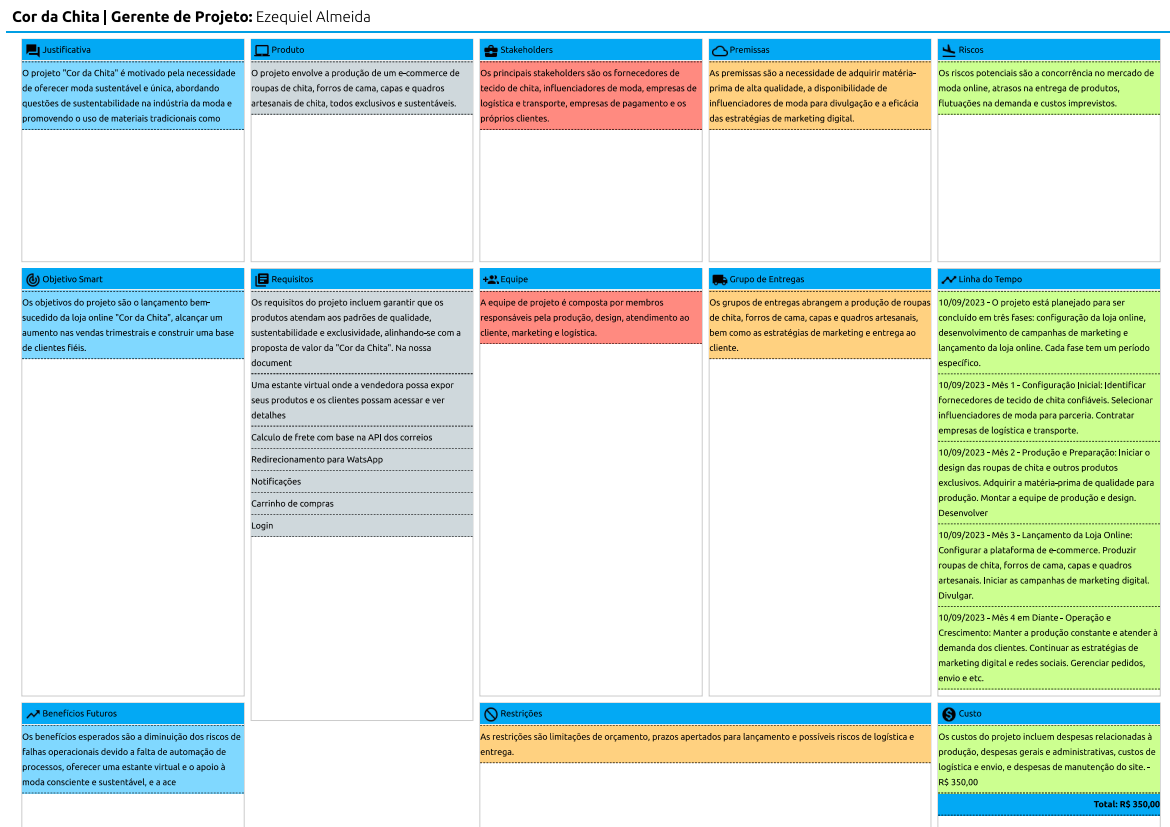 Cor da Chita | Gerente de Projeto: Ezequiel Almeida
Justificativa
O projeto "Cor da Chita" é motivado pela necessidade
de oferecer moda sustentável e única, abordando
questões de sustentabilidade na indústria da moda e
promovendo o uso de materiais tradicionais como
Produto
O projeto envolve a produção de um e-commerce de
roupas de chita, forros de cama, capas e quadros
artesanais de chita, todos exclusivos e sustentáveis.
Stakeholders
Os principais stakeholders são os fornecedores de
tecido de chita, influenciadores de moda, empresas de
logística e transporte, empresas de pagamento e os
próprios clientes.
Premissas
As premissas são a necessidade de adquirir matéria-
prima de alta qualidade, a disponibilidade de
influenciadores de moda para divulgação e a eficácia
das estratégias de marketing digital.
Riscos
Os riscos potenciais são a concorrência no mercado de
moda online, atrasos na entrega de produtos,
flutuações na demanda e custos imprevistos.
Objetivo Smart
Os objetivos do projeto são o lançamento bem-
sucedido da loja online "Cor da Chita", alcançar um
aumento nas vendas trimestrais e construir uma base
de clientes fiéis.
Requisitos
Os requisitos do projeto incluem garantir que os
produtos atendam aos padrões de qualidade,
sustentabilidade e exclusividade, alinhando-se com a
proposta de valor da "Cor da Chita". Na nossa
document
Uma estante virtual onde a vendedora possa expor
seus produtos e os clientes possam acessar e ver
detalhes
Calculo de frete com base na API dos correios
Redirecionamento para WatsApp
Notificações
Carrinho de compras
Login
Equipe
A equipe de projeto é composta por membros
responsáveis pela produção, design, atendimento ao
cliente, marketing e logística.
Grupo de Entregas
Os grupos de entregas abrangem a produção de roupas
de chita, forros de cama, capas e quadros artesanais,
bem como as estratégias de marketing e entrega ao
cliente.
Linha do Tempo
10/09/2023 - O projeto está planejado para ser
concluído em três fases: configuração da loja online,
desenvolvimento de campanhas de marketing e
lançamento da loja online. Cada fase tem um período
específico.
10/09/2023 - Mês 1 - Configuração Inicial: Identificar
fornecedores de tecido de chita confiáveis. Selecionar
influenciadores de moda para parceria. Contratar
empresas de logística e transporte.
10/09/2023 - Mês 2 - Produção e Preparação: Iniciar o
design das roupas de chita e outros produtos
exclusivos. Adquirir a matéria-prima de qualidade para
produção. Montar a equipe de produção e design.
Desenvolver
10/09/2023 - Mês 3 - Lançamento da Loja Online:
Configurar a plataforma de e-commerce. Produzir
roupas de chita, forros de cama, capas e quadros
artesanais. Iniciar as campanhas de marketing digital.
Divulgar.
10/09/2023 - Mês 4 em Diante - Operação e
Crescimento: Manter a produção constante e atender à
demanda dos clientes. Continuar as estratégias de
marketing digital e redes sociais. Gerenciar pedidos,
envio e etc.
Benefícios Futuros
Os benefícios esperados são a diminuição dos riscos de
falhas operacionais devido a falta de automação de
processos, oferecer uma estante virtual e o apoio à
moda consciente e sustentável, e a ace
Restrições
As restrições são limitações de orçamento, prazos apertados para lançamento e possíveis riscos de logística e
entrega.
Custo
Os custos do projeto incluem despesas relacionadas à
produção, despesas gerais e administrativas, custos de
logística e envio, e despesas de manutenção do site. -
R$ 350,00
Total: R$ 350,00